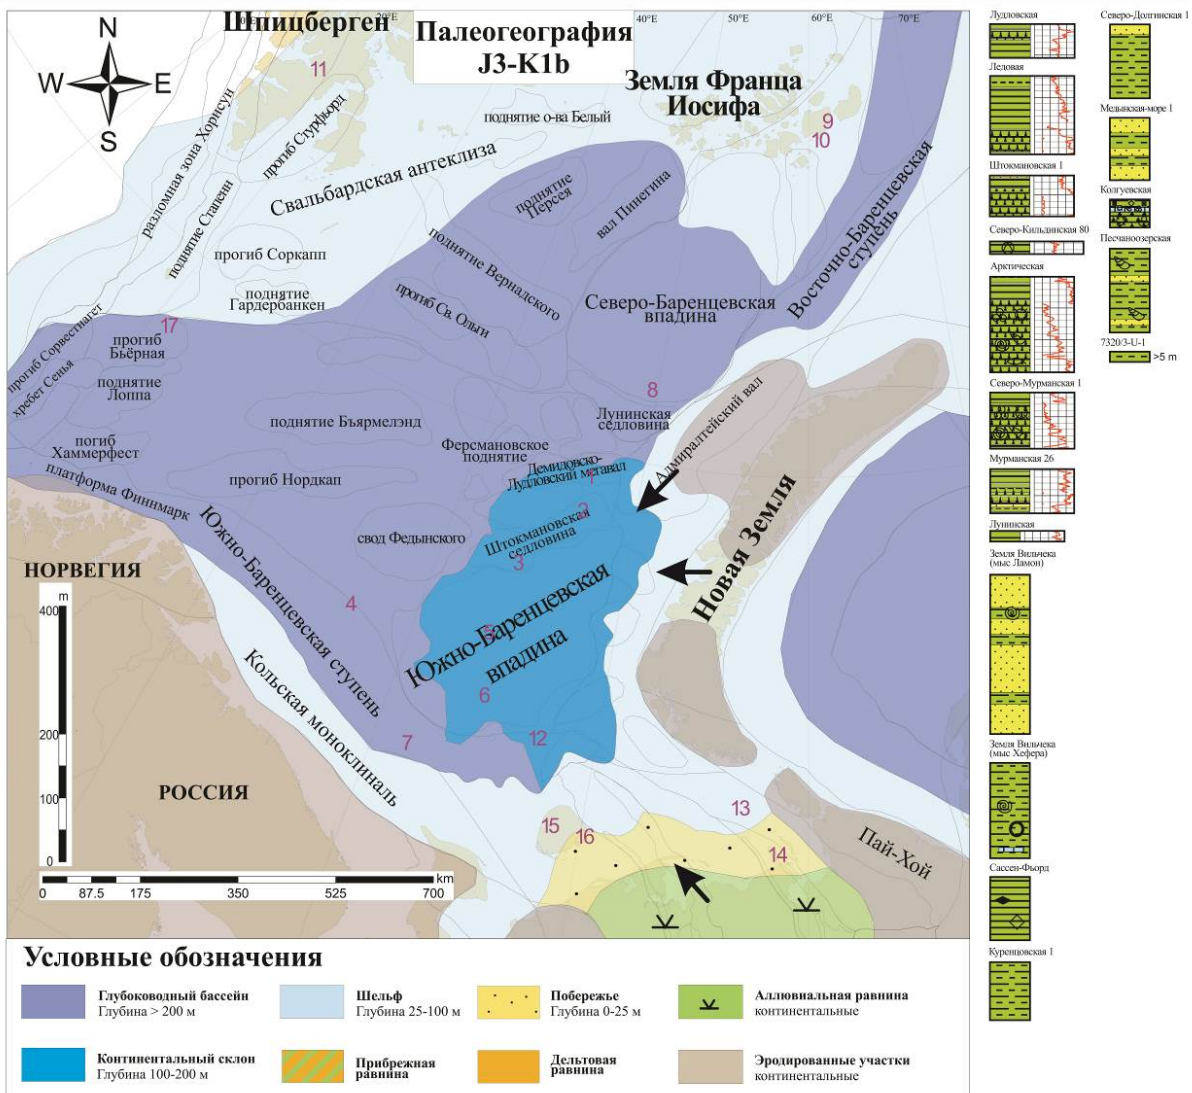 Шпицберген
20°E
Палеогеография
J3-K1b
40°E
50°E
60°E
70°E
N
W
E
S
11
Земля Франца
Иосифа
9
10
поднятие о-ва Белый
разломная зона Хорнсун
прогиб Стурфьорд
поднятие Стапенн
Свальбардская антеклиза
поднятие
Персея
вал Пинегина
Восточно-Баренцевская
ступень
прогиб Соркапп
поднятие
Гардербанкен
поднятие Вернадского
прогиб Св. Ольги
Северо-Баренцевская
впадина
17
прогиб Сорвестнагет
хребет Сенья
прогиб
Бьёрная
поднятие
Лоппа
погиб
Хаммерфест
поднятие Бъярмелэнд
прогиб Нордкап
платформа Финнмарк
8
Лунинская
седловина
Адмиралтейский вал
Ферсмановское
поднятие
Демидовско-
Лудловский мегавал
1
2
Штокмановская
седловина
3
свод Федынского
Новая Земля
НОРВЕГИЯ
Южно-Баренцевская ступень
4
5
Южно-Баренцевская
впадина
6
7
12
Кольская моноклиналь
РОССИЯ
13
14
15
16
Пай-Хой
m
400
200
100
0
km
0
87.5
175
350
525
700
Условные обозначения
Глубоководный бассейн
Глубина > 200 м
Шельф
Глубина 25-100 м
Побережье
Глубина 0-25 м
Аллювиальная равнина
континентальные
Континентальный склон
Глубина 100-200 м
Прибрежная
равнина
Дельтовая
равнина
Эродированные участки
континентальные
Лудловская
Ледовая
Штокмановская 1
Северо-Кильдинская 80
Арктическая
Северо-Мурманская 1
Мурманская 26
Лунинская
Земля Вильчека
(мыс Ламон)
Земля Вильчека
(мыс Хефера)
Сассен-Фьорд
Куренцовская 1
Северо-Долгинская 1
Медынская-море 1
Колгуевская
Песчаноозерская
7320/3-U-1
>5 m